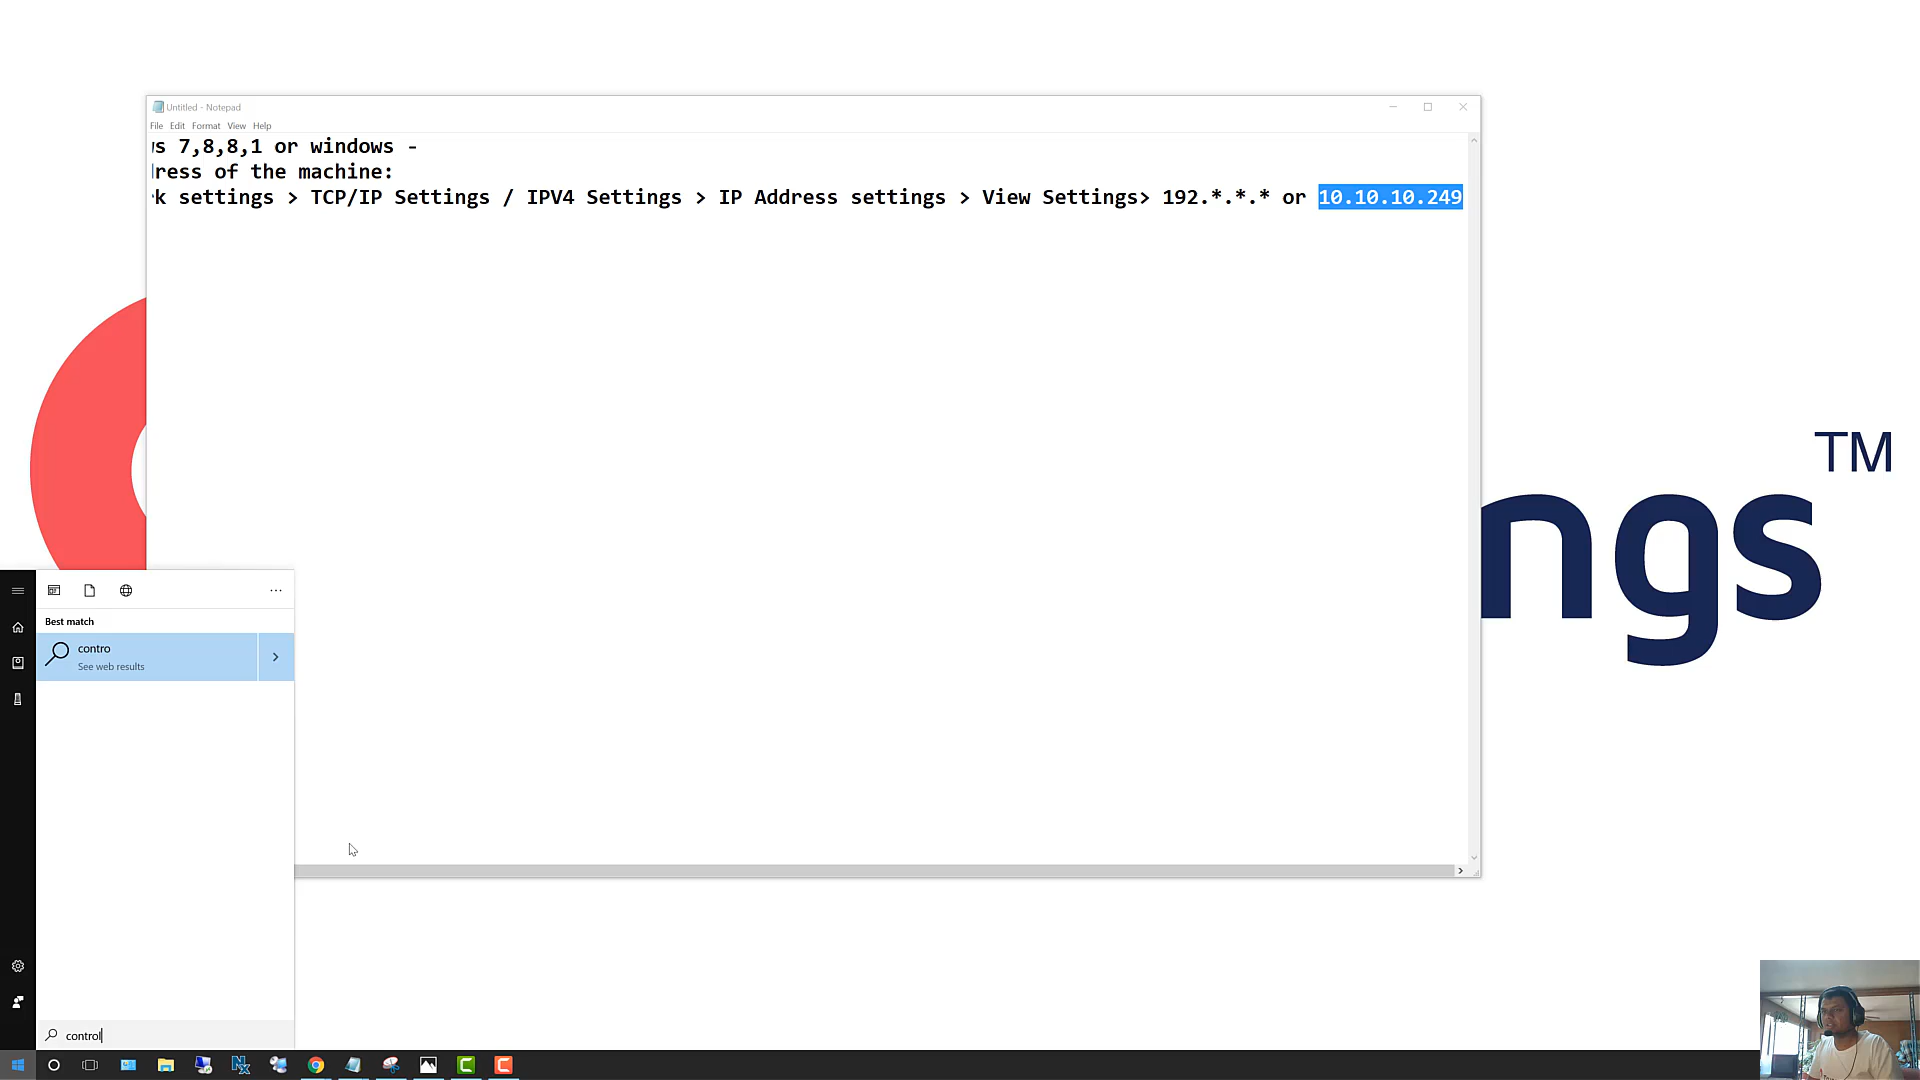 Untitled - Notepad
File Edit Format View Help
s 7,8,8,1 or windows -
ress of the machine:
k settings > TCP/IP Settings / IPV4 Settings > IP Address settings > View Settings> 192.*.*.* or 10.10.10.249
TM
ngs
Best match
contro
See web results
control